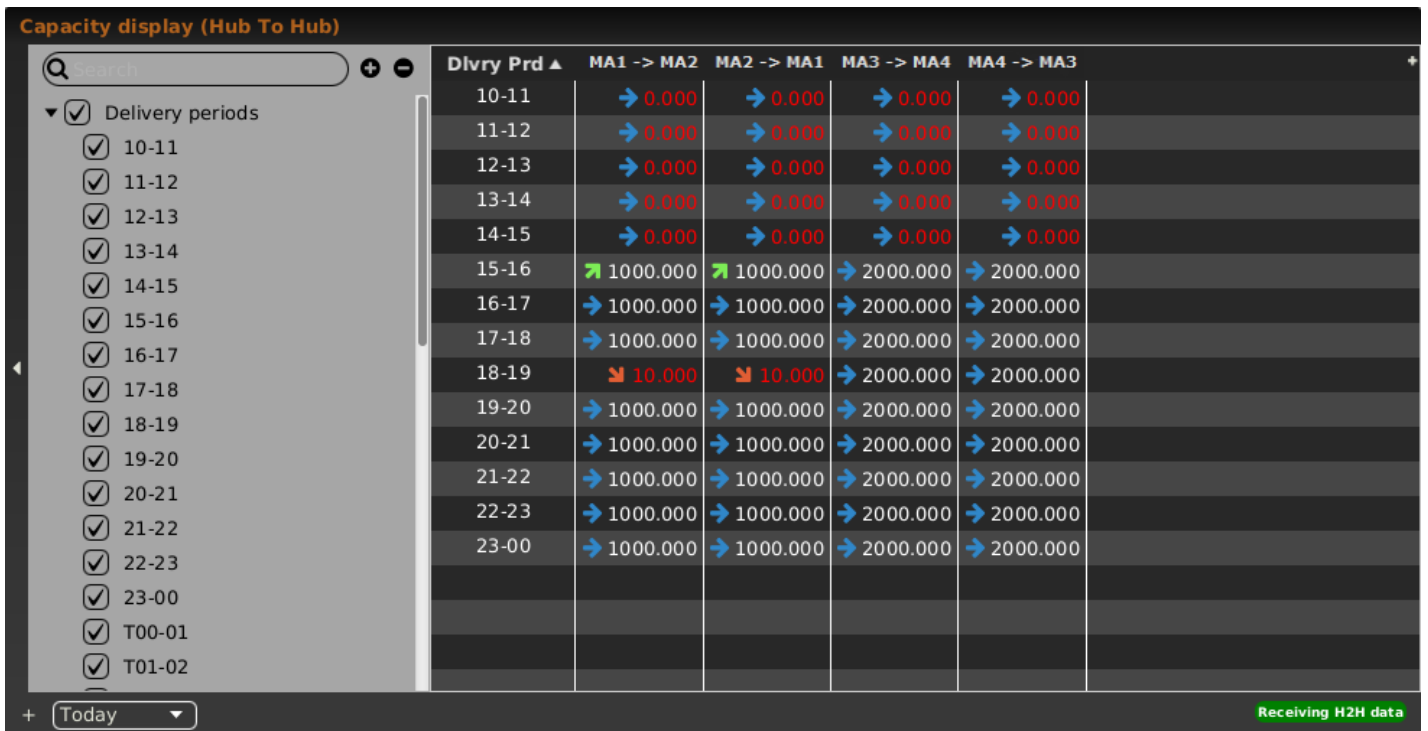 Capacity display (Hub To Hub)
Search
Delivery periods
10-11
11-12
12-13
13-14
14-15
15-16
16-17
17-18
18-19
19-20
20-21
21-22
22-23
23-00
T00-01
T01-02
Dlvry Prd MA1 -> MA2 MA2 -> MA1 MA3 -> MA4 MA4 -> MA3 +
10-11 0.000 0.000 0.000 0.000
11-12 0.000 0.000 0.000 0.000
12-13 0.000 0.000 0.000 0.000
13-14 0.000 0.000 0.000 0.000
14-15 0.000 0.000 0.000 0.000
15-16 1000.000 1000.000 2000.000 2000.000
16-17 1000.000 1000.000 2000.000 2000.000
17-18 1000.000 1000.000 2000.000 2000.000
18-19 10.000 10.000 2000.000 2000.000
19-20 1000.000 1000.000 2000.000 2000.000
20-21 1000.000 1000.000 2000.000 2000.000
21-22 1000.000 1000.000 2000.000 2000.000
22-23 1000.000 1000.000 2000.000 2000.000
23-00 1000.000 1000.000 2000.000 2000.000
+ Today
Receiving H2H data